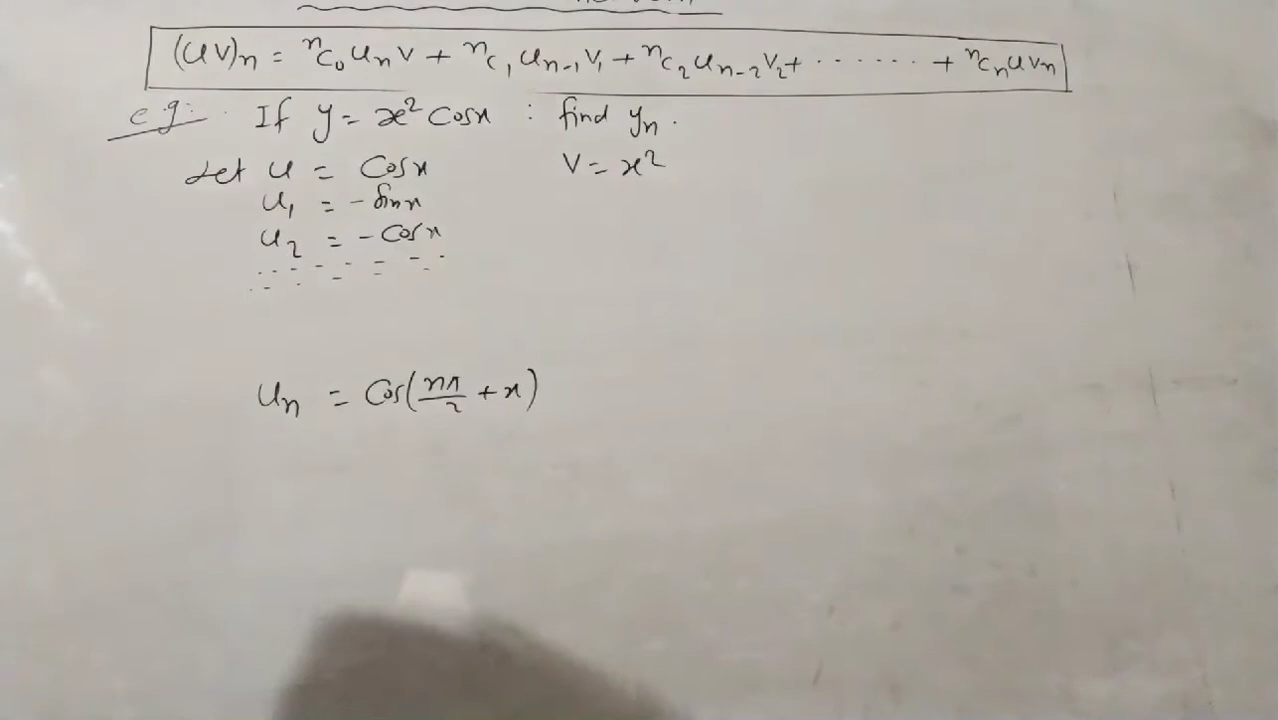 (uv)n = ⁿC₀ uₙ v + ⁿC₁ uₙ₋₁ v₁ + ⁿC₂ uₙ₋₂ v₂ + . . . . . . + ⁿCₙ u vₙ
e.g:. If y = x² Cosx : find yₙ.
Let u = Cosx V = x²
u₁ = - Sinx
u₂ = - Cosx
uₙ = Cos(nπ/2 + x)